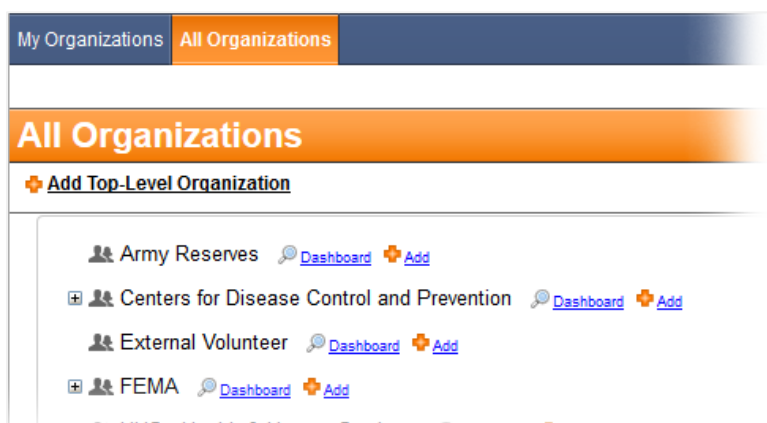 My Organizations All Organizations
All Organizations
Add Top-Level Organization
Army Reserves Dashboard Add
Centers for Disease Control and Prevention Dashboard Add
External Volunteer Dashboard Add
FEMA Dashboard Add